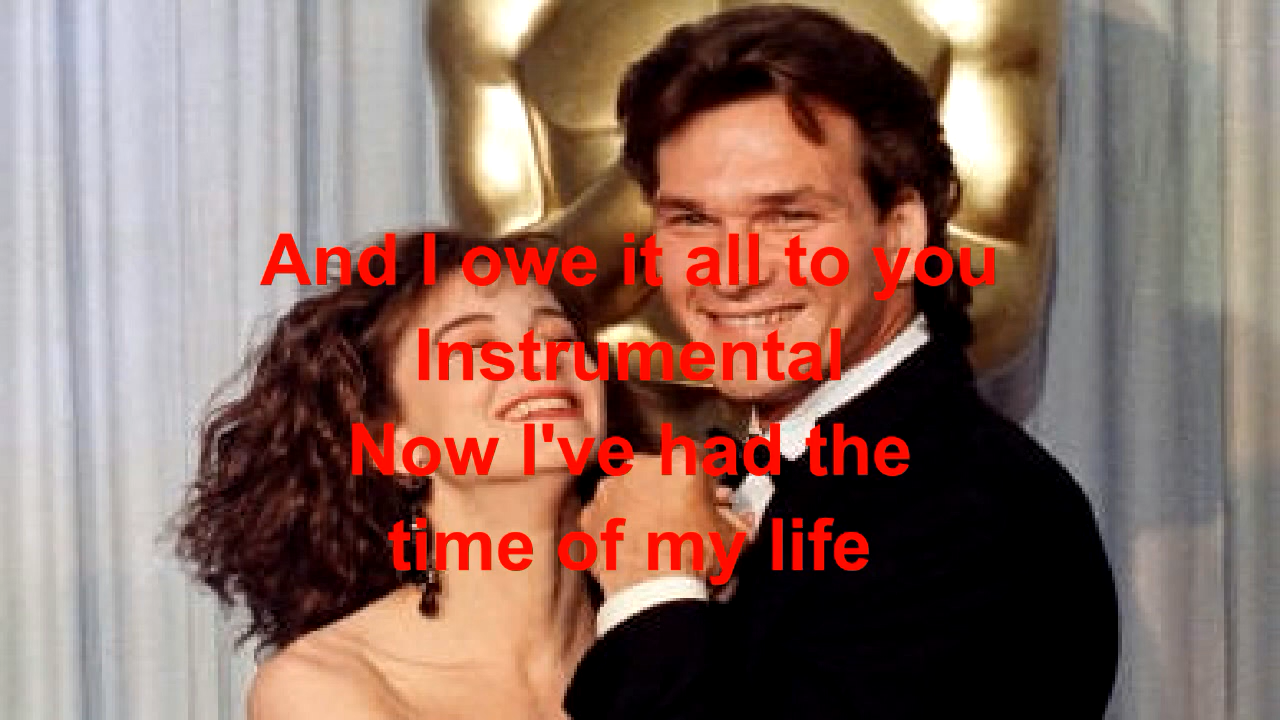 And I owe it all to you
Instrumental
Now I've had the
time of my life